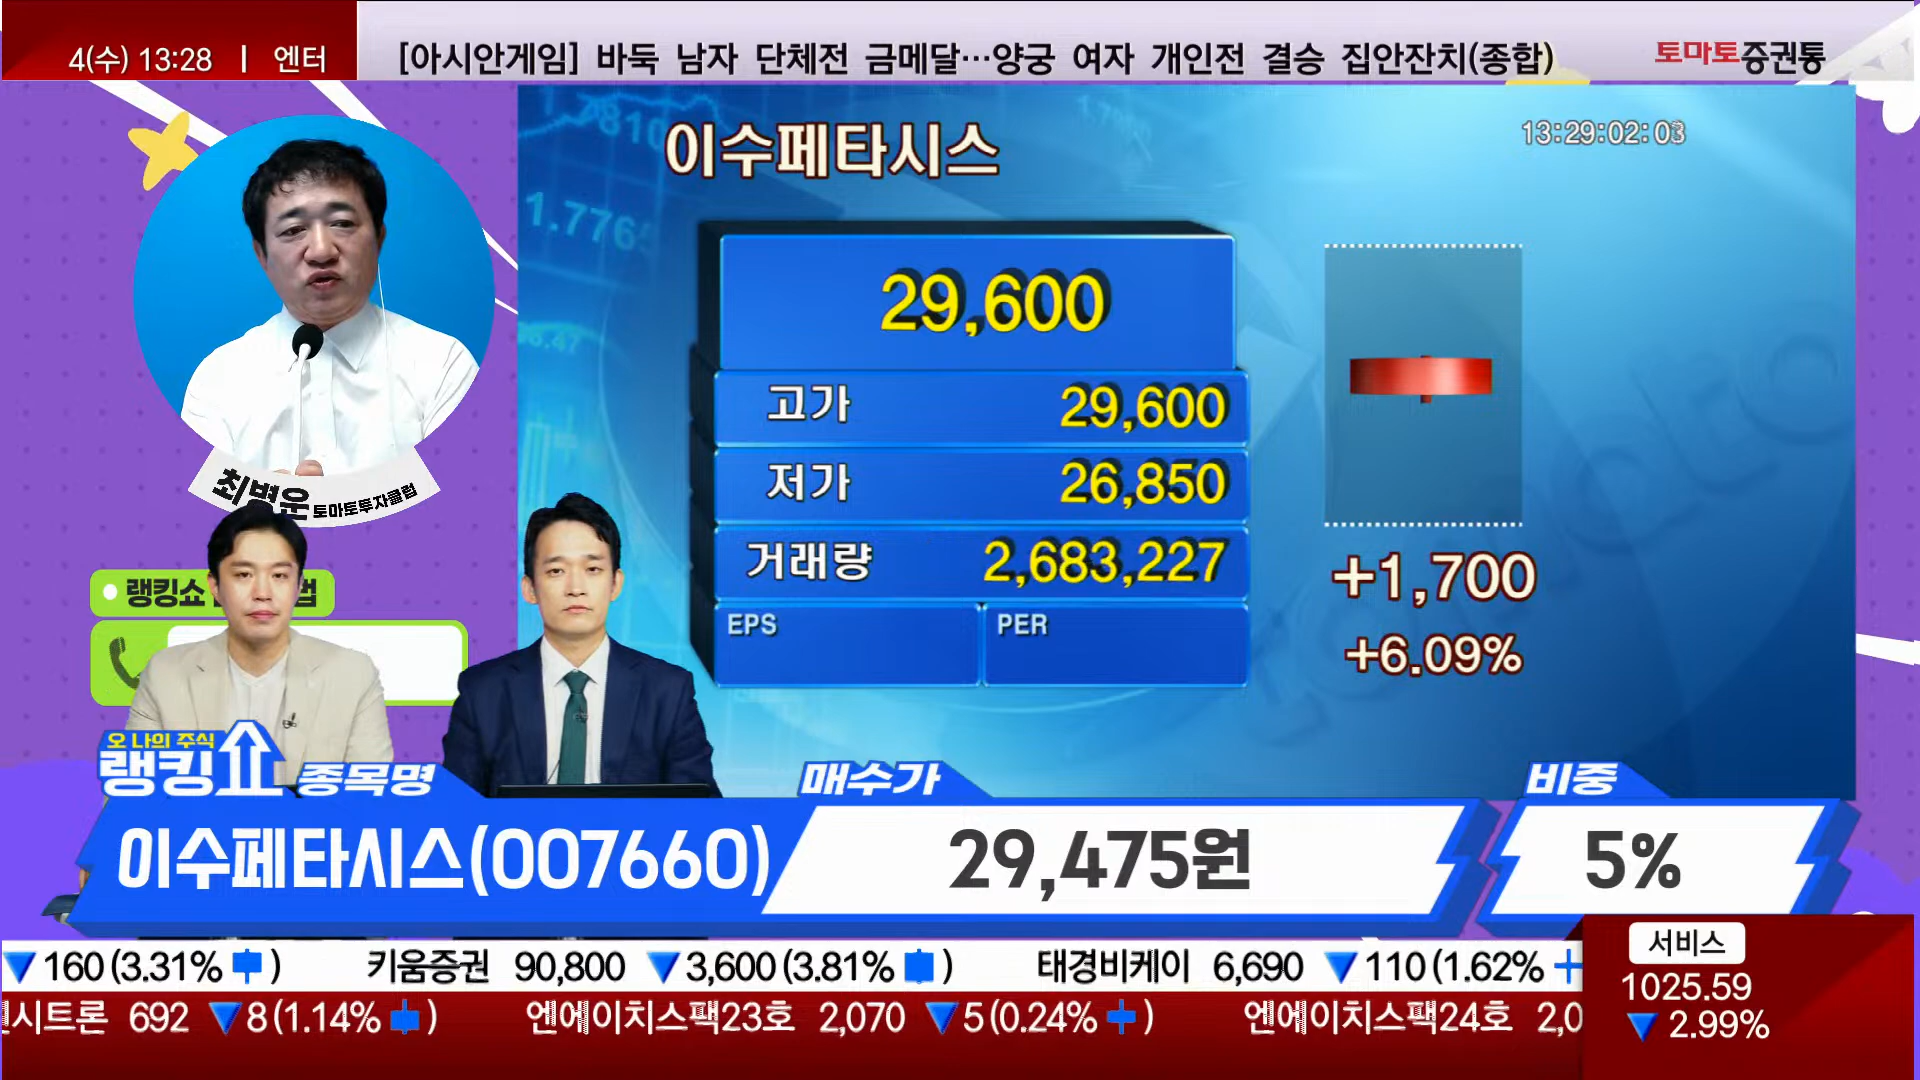 4(수) 13:28 | 엔터
[아시안게임] 바둑 남자 단체전 금메달…양궁 여자 개인전 결승 집안잔치(종합)
토마토증권통
이수페타시스
13:29:02:03
29,600
고가 29,600
저가 26,850
거래량 2,683,227
EPS PER
+1,700
+6.09%
최병운 토마토투자클럽
랭킹쇼
오 나의 주식
랭킹쇼
종목명 매수가 비중
이수페타시스(007660) 29,475원 5%
▼160(3.31% ) 키움증권 90,800 ▼3,600(3.81% ) 태경비케이 6,690 ▼110(1.62%
시트론 692 ▼8(1.14% ) 엔에이치스팩23호 2,070 ▼5(0.24% ) 엔에이치스팩24호 2,0
서비스
1025.59
▼ 2.99%